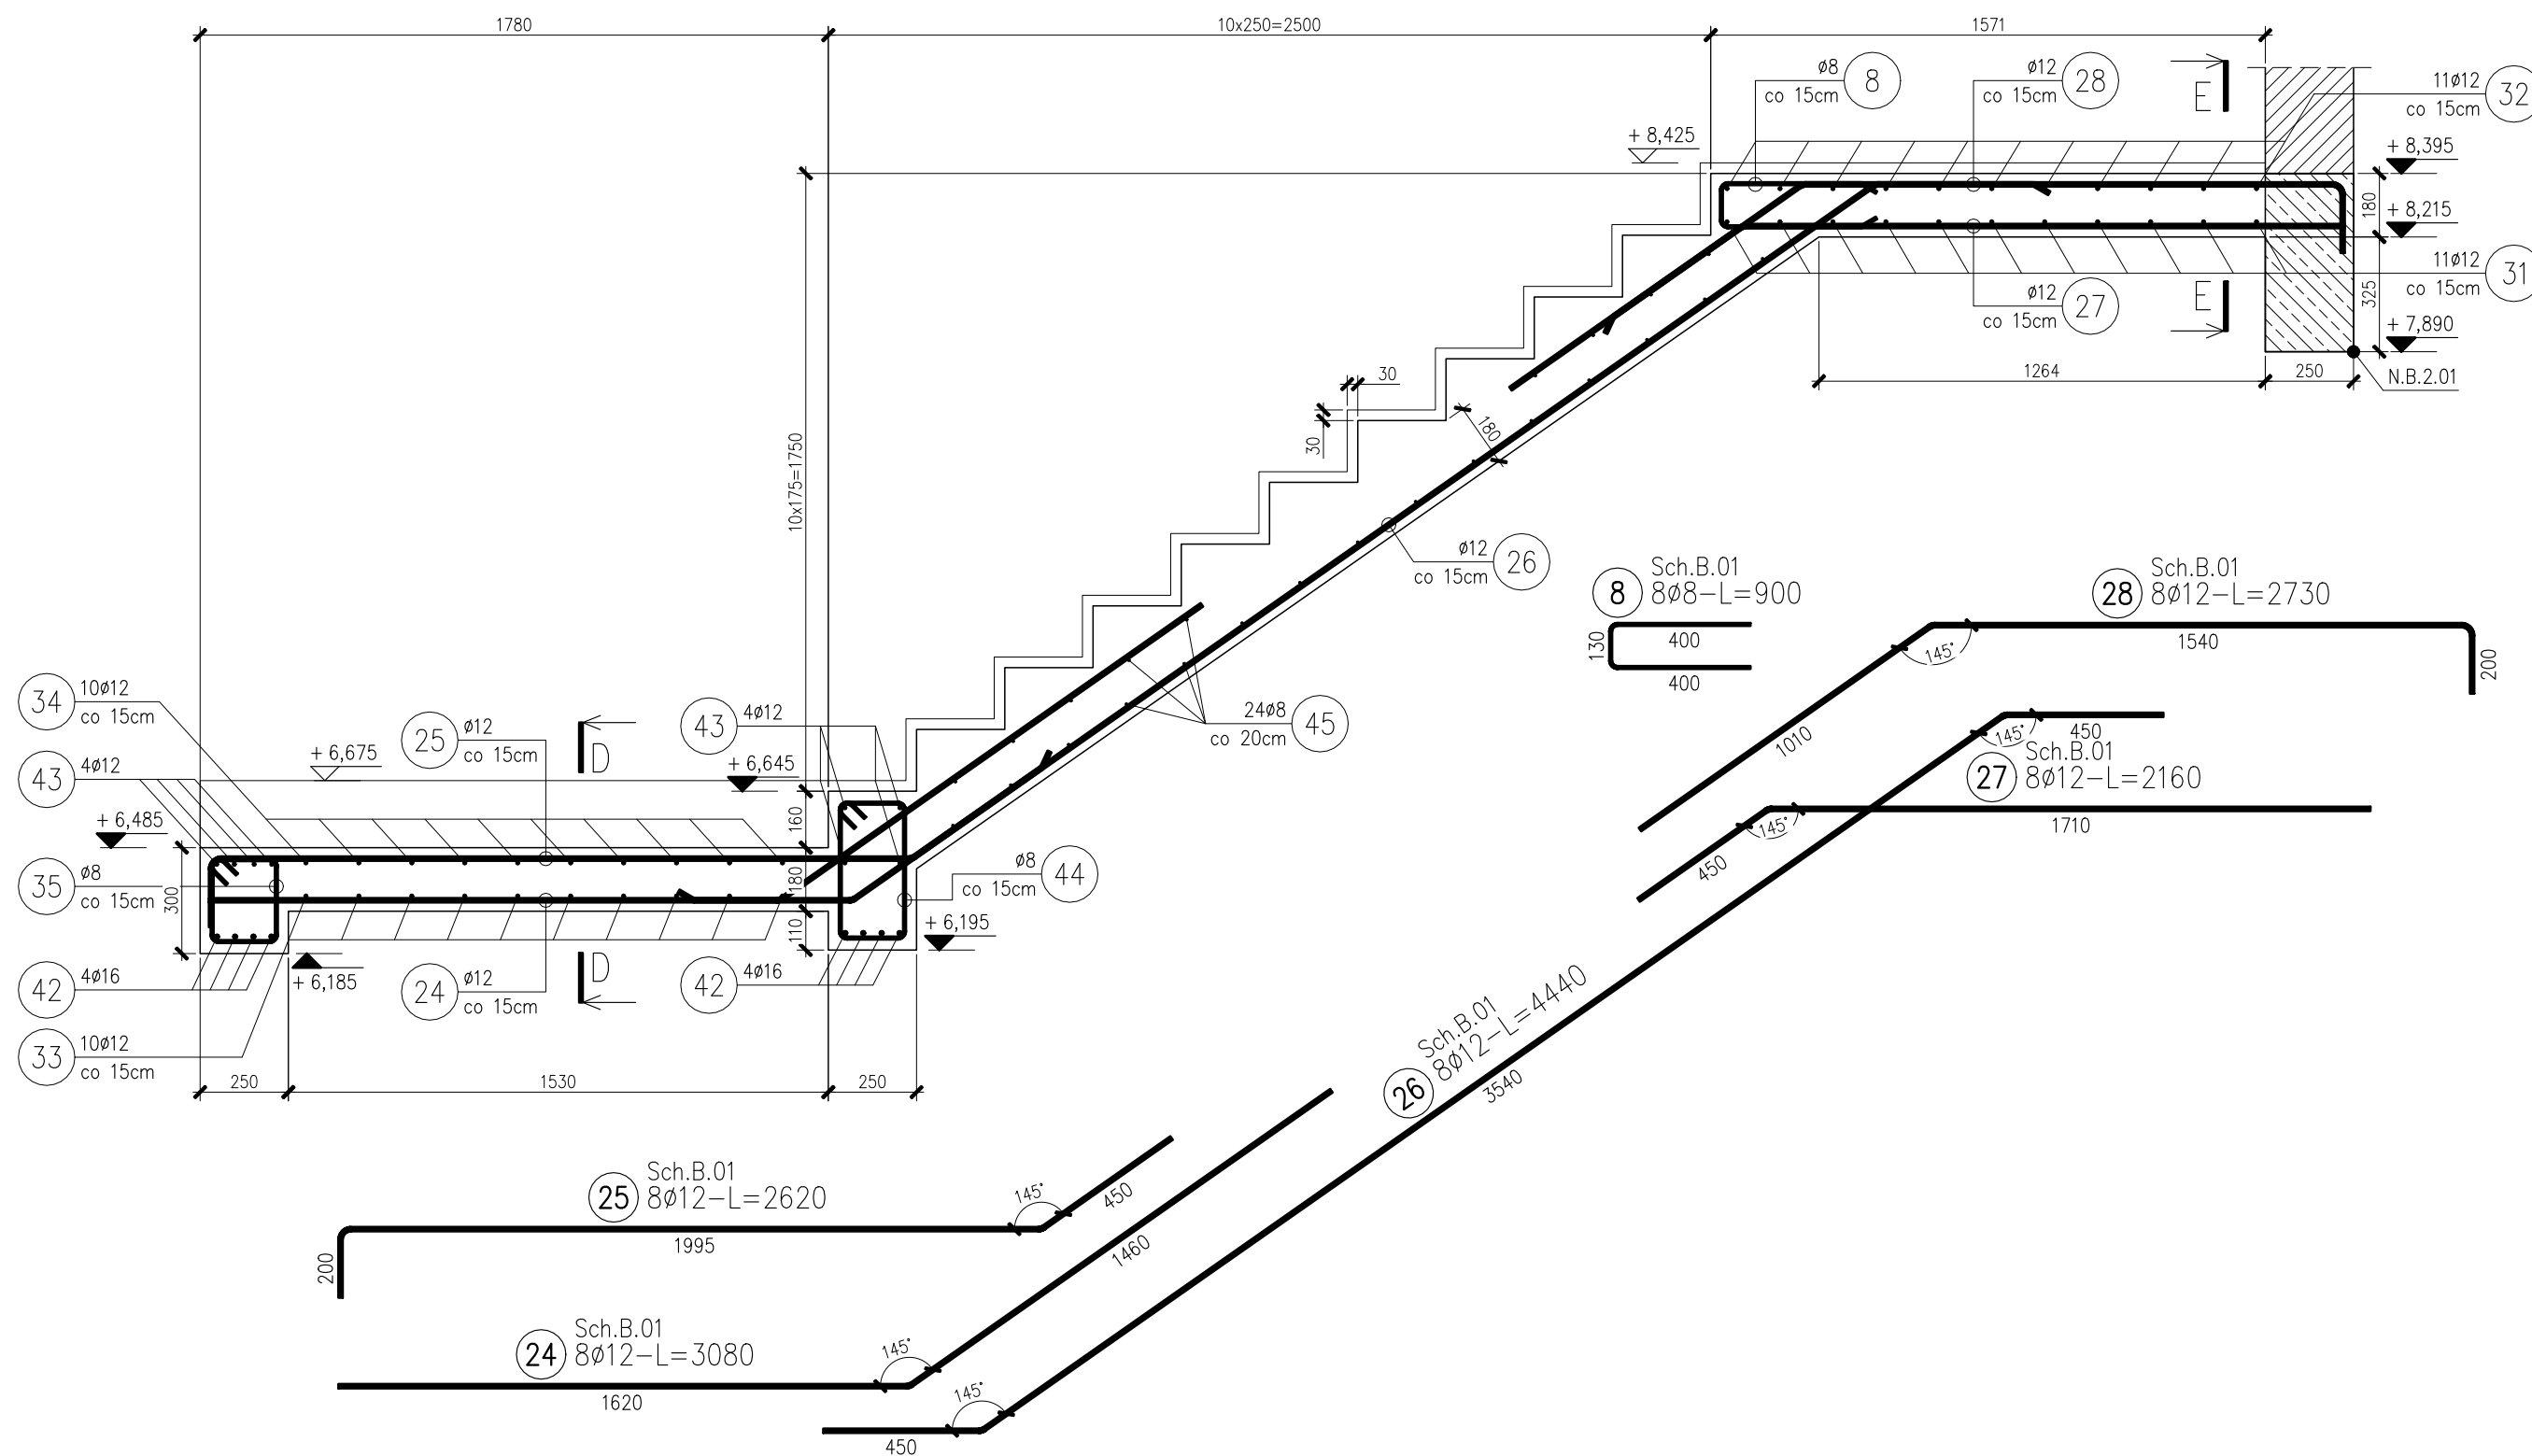 1780
10x250=2500
1571
ø8
co 15cm
8
ø12
co 15cm
28
E
11ø12
co 15cm
32
+ 8,425
+ 8,395
180
+ 8,215
11ø12
co 15cm
31
325
ø12
co 15cm
27
E
+ 7,890
1264
250
N.B.2.01
30
30
180
10x175=1750
ø12
co 15cm
26
8
Sch.B.01
8ø8-L=900
130
400
400
28
Sch.B.01
8ø12-L=2730
145°
1540
200
1010
34
10ø12
co 15cm
25
ø12
co 15cm
D
43
4ø12
24ø8
co 20cm
45
145°
450
Sch.B.01
27
8ø12-L=2160
145°
1710
450
43
4ø12
+ 6,675
+ 6,645
+ 6,485
160
35
ø8
co 15cm
300
180
ø8
co 15cm
44
110
+ 6,195
42
4ø16
+ 6,185
24
ø12
co 15cm
D
42
4ø16
33
10ø12
co 15cm
250
1530
250
26
Sch.B.01
8ø12-L=4440
3540
25
Sch.B.01
8ø12-L=2620
145°
450
1995
200
1460
24
Sch.B.01
8ø12-L=3080
145°
1620
145°
450